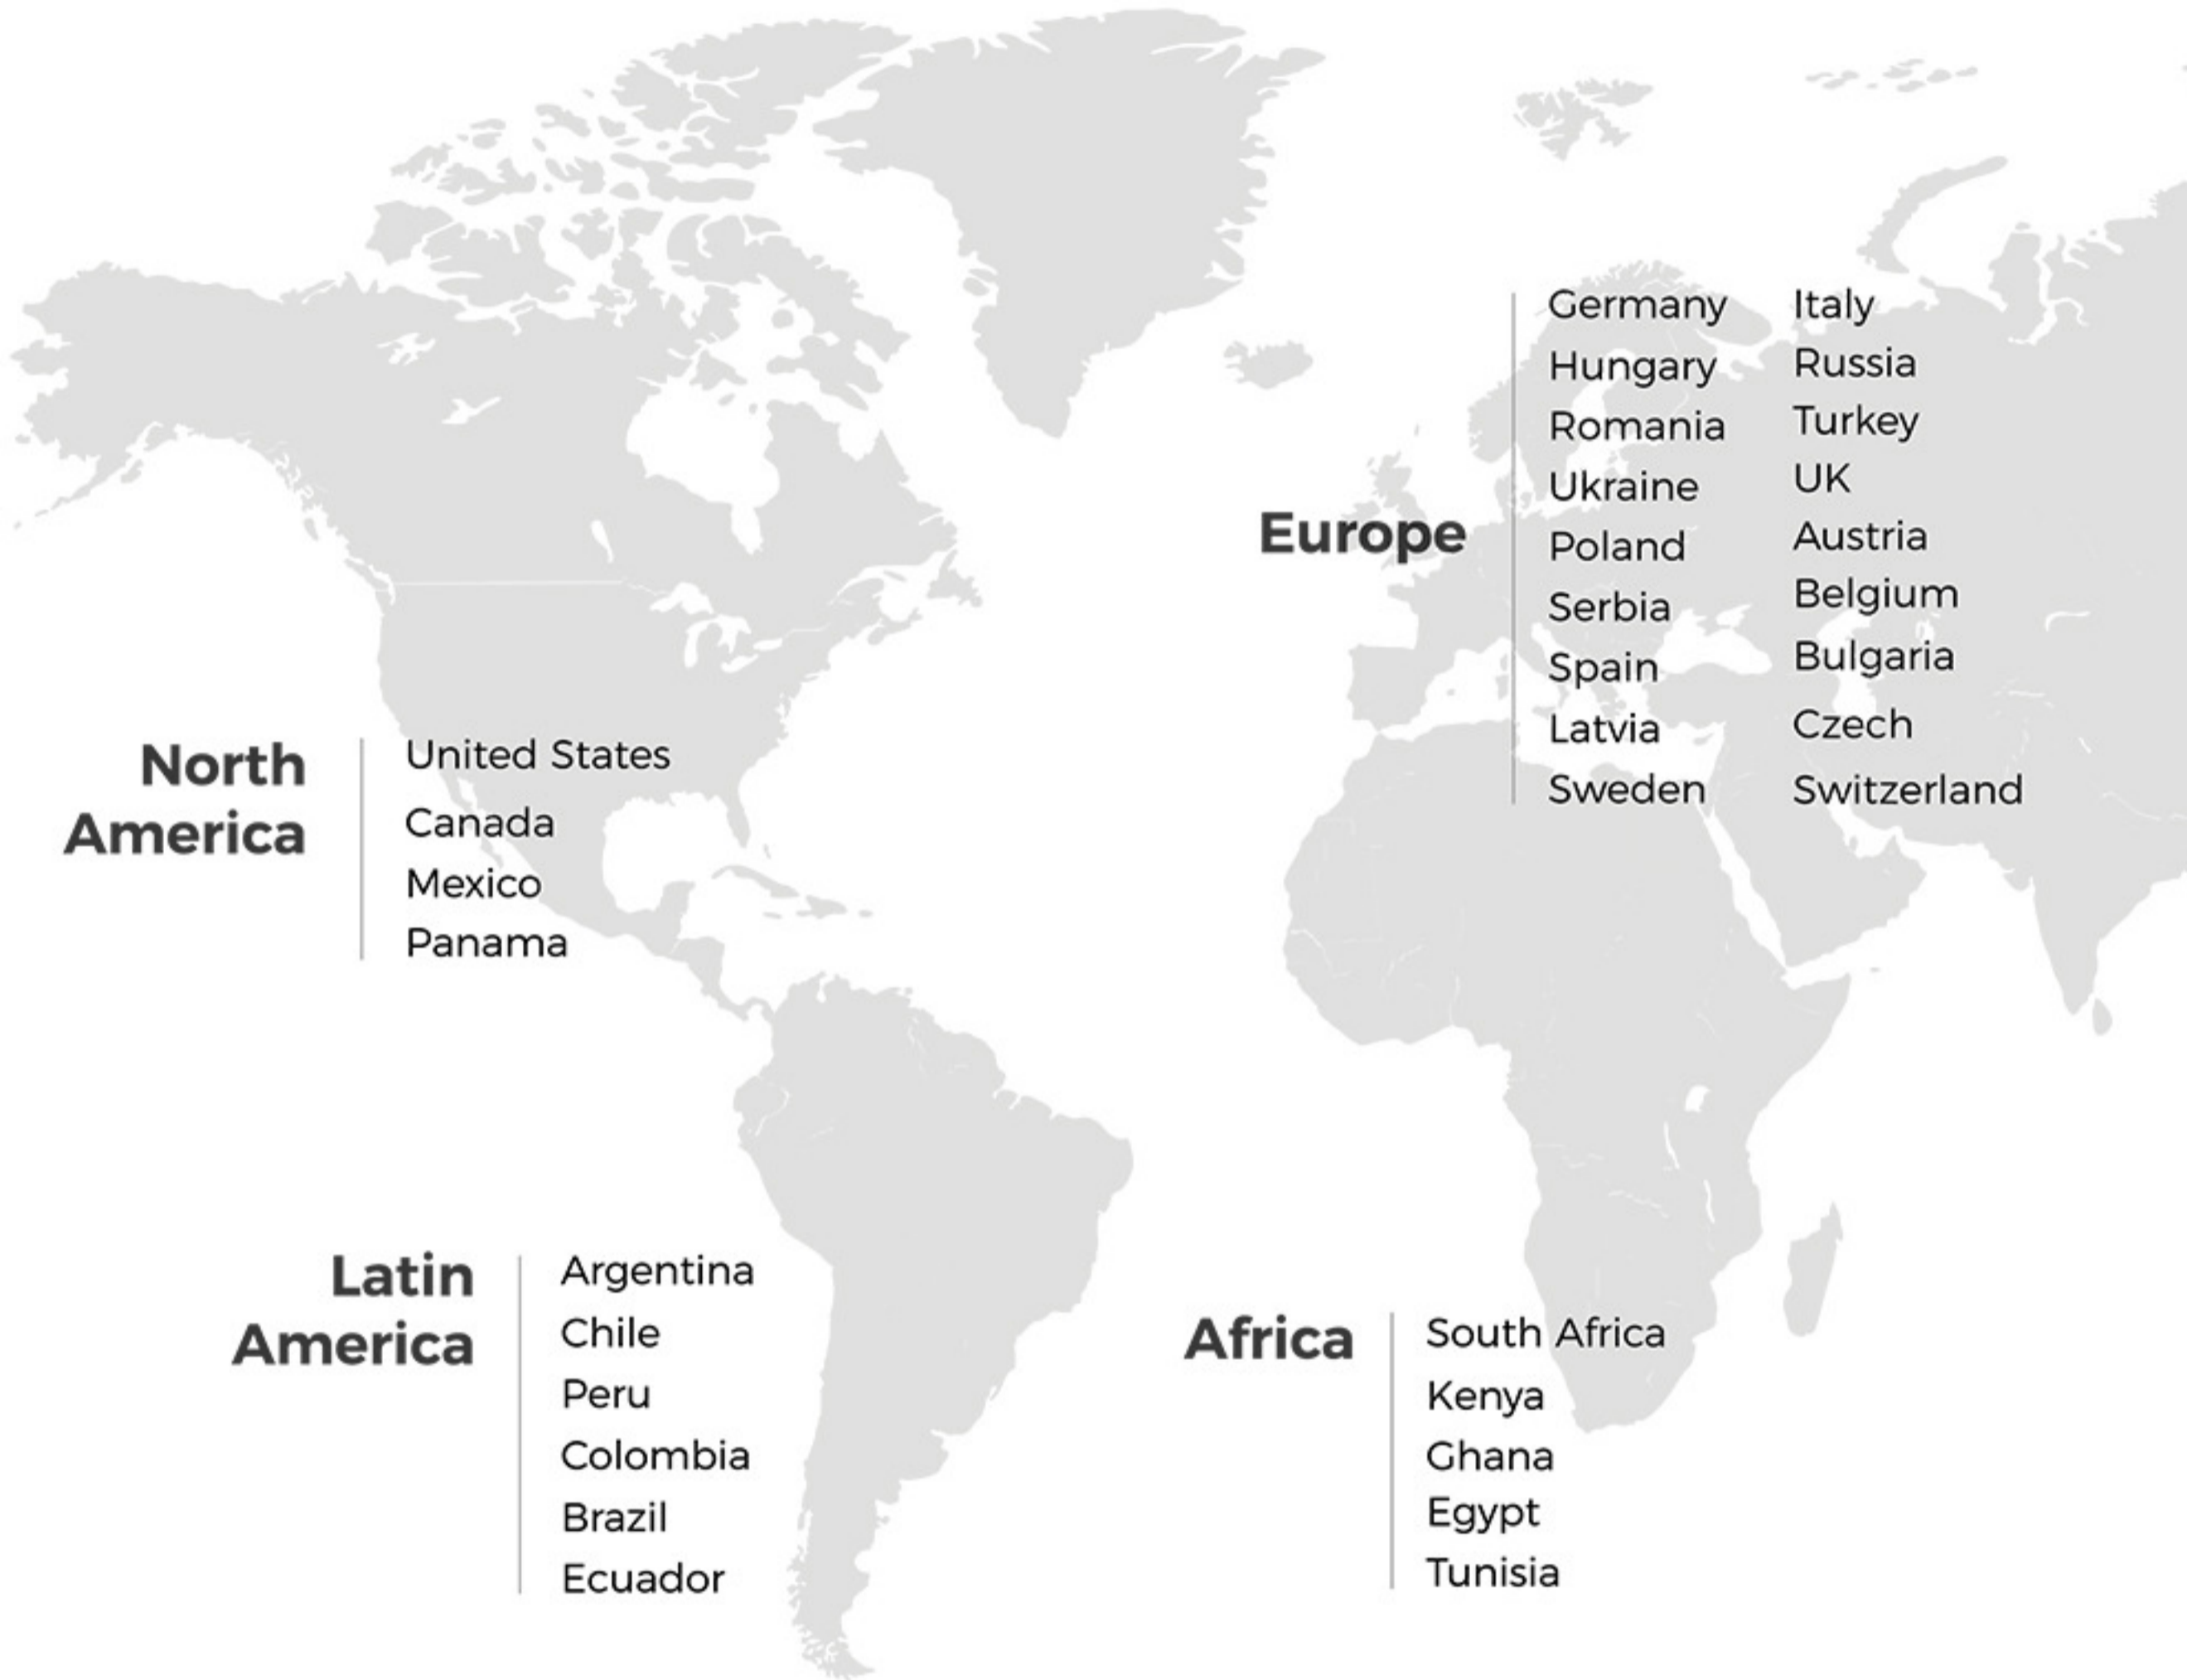 North
America
United States
Canada
Mexico
Panama
Latin
America
Argentina
Chile
Peru
Colombia
Brazil
Ecuador
Europe
Germany
Hungary
Romania
Ukraine
Poland
Serbia
Spain
Latvia
Sweden
Italy
Russia
Turkey
UK
Austria
Belgium
Bulgaria
Czech
Switzerland
Africa
South Africa
Kenya
Ghana
Egypt
Tunisia